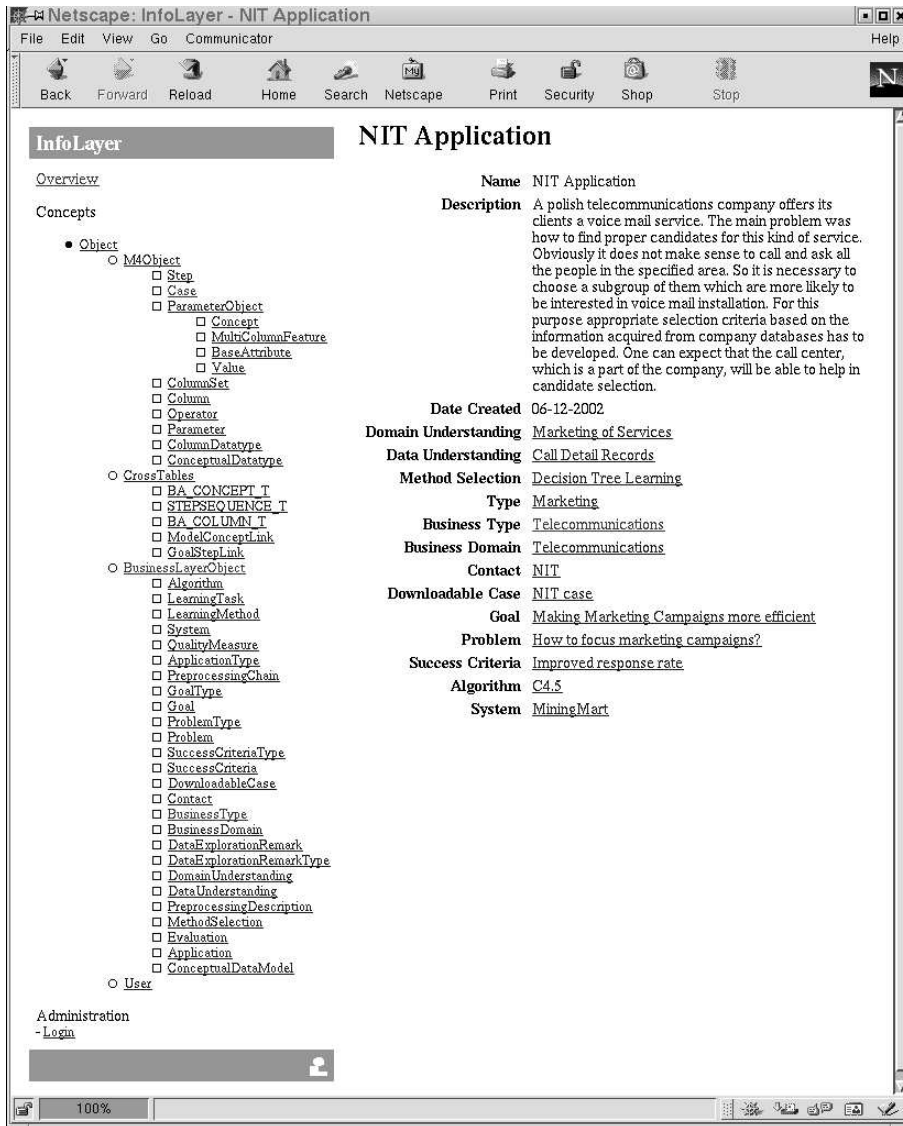 Netscape: InfoLayer - NIT Application
File Edit View Go Communicator Help
Back Forward Reload Home Search Netscape Print Security Shop Stop
My
N
InfoLayer
Overview
Concepts
Object
M4Object
Step
Case
ParameterObject
Concept
MultiColumnFeature
BaseAttribute
Value
ColumnSet
Column
Operator
Parameter
ColumnDatatype
ConceptualDatatype
CrossTables
BA_CONCEPT_T
STEPSEQUENCE_T
BA_COLUMN_T
ModelConceptLink
GoalStepLink
BusinessLayerObject
Algorithm
LearningTask
LearningMethod
System
QualityMeasure
ApplicationType
PreprocessingChain
GoalType
Goal
ProblemType
Problem
SuccessCriteriaType
SuccessCriteria
DownloadableCase
Contact
BusinessType
BusinessDomain
DataExplorationRemark
DataExplorationRemarkType
DomainUnderstanding
DataUnderstanding
PreprocessingDescription
MethodSelection
Evaluation
Application
ConceptualDataModel
User
Administration
- Login
NIT Application
Name NIT Application
Description A polish telecommunications company offers its
clients a voice mail service. The main problem was
how to find proper candidates for this kind of service.
Obviously it does not make sense to call and ask all
the people in the specified area. So it is necessary to
choose a subgroup of them which are more likely to
be interested in voice mail installation. For this
purpose appropriate selection criteria based on the
information acquired from company databases has to
be developed. One can expect that the call center,
which is a part of the company, will be able to help in
candidate selection.
Date Created 06-12-2002
Domain Understanding Marketing of Services
Data Understanding Call Detail Records
Method Selection Decision Tree Learning
Type Marketing
Business Type Telecommunications
Business Domain Telecommunications
Contact NIT
Downloadable Case NIT case
Goal Making Marketing Campaigns more efficient
Problem How to focus marketing campaigns?
Success Criteria Improved response rate
Algorithm C4.5
System MiningMart
100%